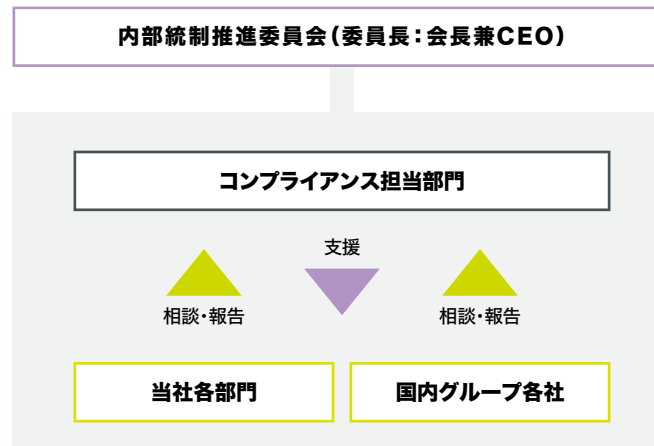 内部統制推進委員会（委員長：会長兼CEO）
コンプライアンス担当部門
支援
相談・報告
相談・報告
当社各部門
国内グループ各社